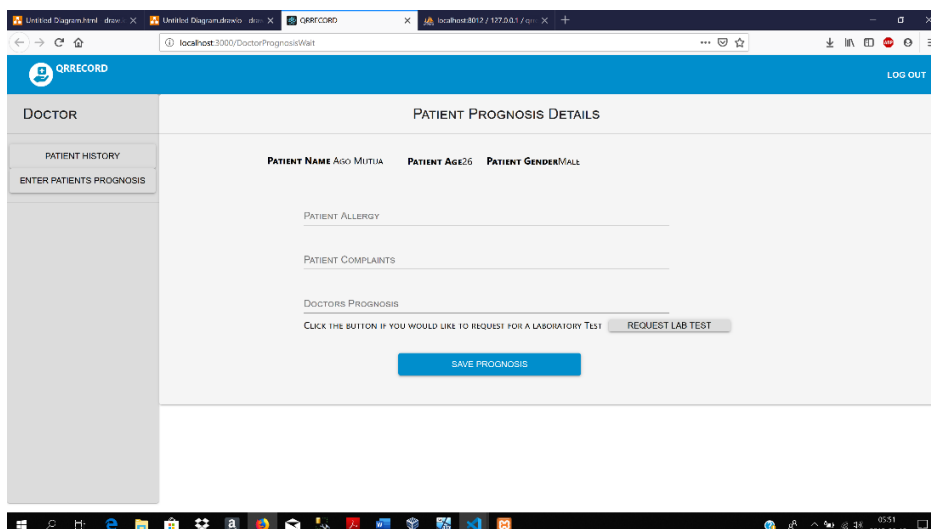 Untitled Diagram.html
Untitled Diagram.drawio
QRRECORD
localhost:8012 / 127.0.0.1
localhost:3000/DoctorPrognosisWait
QRRECORD
LOG OUT
Doctor
Patient Prognosis Details
PATIENT HISTORY
ENTER PATIENTS PROGNOSIS
Patient Name Ago Mutua Patient Age26 Patient GenderMale
Patient Allergy
Patient Complaints
Doctors Prognosis
Click the button if you would like to request for a laboratory Test REQUEST LAB TEST
SAVE PROGNOSIS
05:51